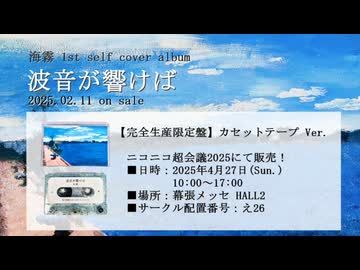 海霧 1st self cover album
波音が響けば
2025.02.11 on sale
【完全生産限定盤】カセットテープ Ver.
ニコニコ超会議2025にて販売！
■日時：2025年4月27日(Sun.)
10:00～17:00
■場所：幕張メッセ HALL2
■サークル配置番号：え26